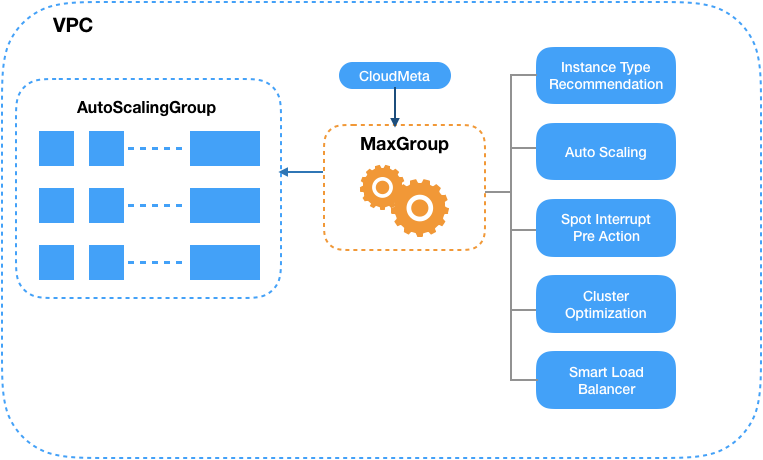 VPC
AutoScalingGroup
CloudMeta
MaxGroup
Instance Type
Recommendation
Auto Scaling
Spot Interrupt
Pre Action
Cluster
Optimization
Smart Load
Balancer